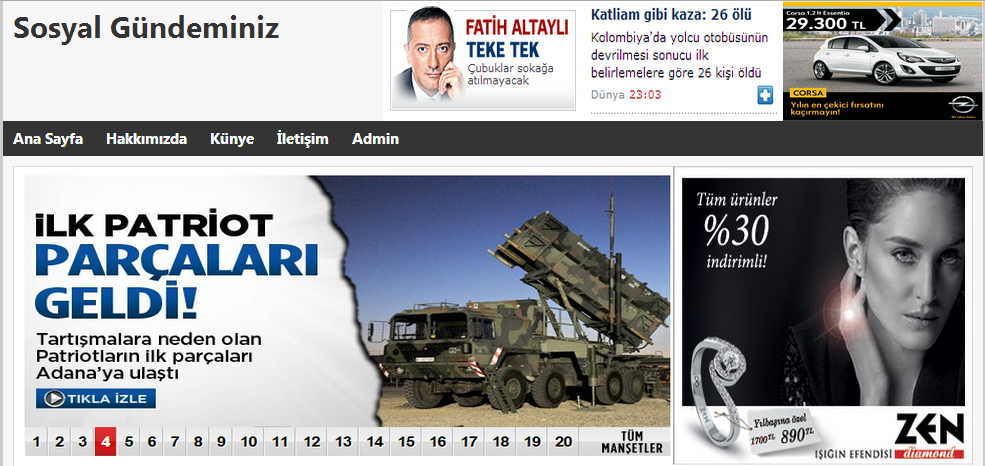 Sosyal Gündeminiz
FATİH ALTAYLI
TEKE TEK
Çubuklar sokağa
atılmayacak
Katliam gibi kaza: 26 ölü
Kolombiya'da yolcu otobüsünün
devrilmesi sonucu ilk
belirlemelere göre 26 kişi öldü
Dünya 23:03
Corsa 1.2 lt Essentia
29.300 TL
CORSA
Yılın en çekici fırsatını
kaçırmayın!
OPEL
Ana Sayfa Hakkımızda Künye İletişim Admin
İLK PATRİOT
PARÇALARI
GELDİ!
Tartışmalara neden olan
Patriotların ilk parçaları
Adana'ya ulaştı
TIKLA İZLE
1 2 3 4 5 6 7 8 9 10 11 12 13 14 15 16 17 18 19 20
TÜM
MANŞETLER
Tüm ürünler
%30
indirimli!
ZEN
Yılbaşına özel
1700 TL 890 TL
ZEN
IŞIĞIN EFENDİSİ diamond